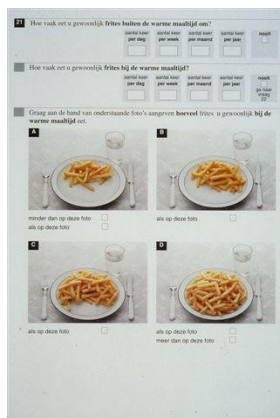 21 Hoe vaak eet u gewoonlijk frites buiten de warme maaltijd om?
aantal keer aantal keer aantal keer aantal keer nooit
per dag per week per maand per jaar
Hoe vaak eet u gewoonlijk frites bij de warme maaltijd?
aantal keer aantal keer aantal keer aantal keer nooit
per dag per week per maand per jaar
ga naar
vraag
22
Graag aan de hand van onderstaande foto's aangeven hoeveel frites u gewoonlijk bij de
warme maaltijd eet.
A B
minder dan op deze foto als op deze foto
als op deze foto
C D
als op deze foto als op deze foto
meer dan op deze foto